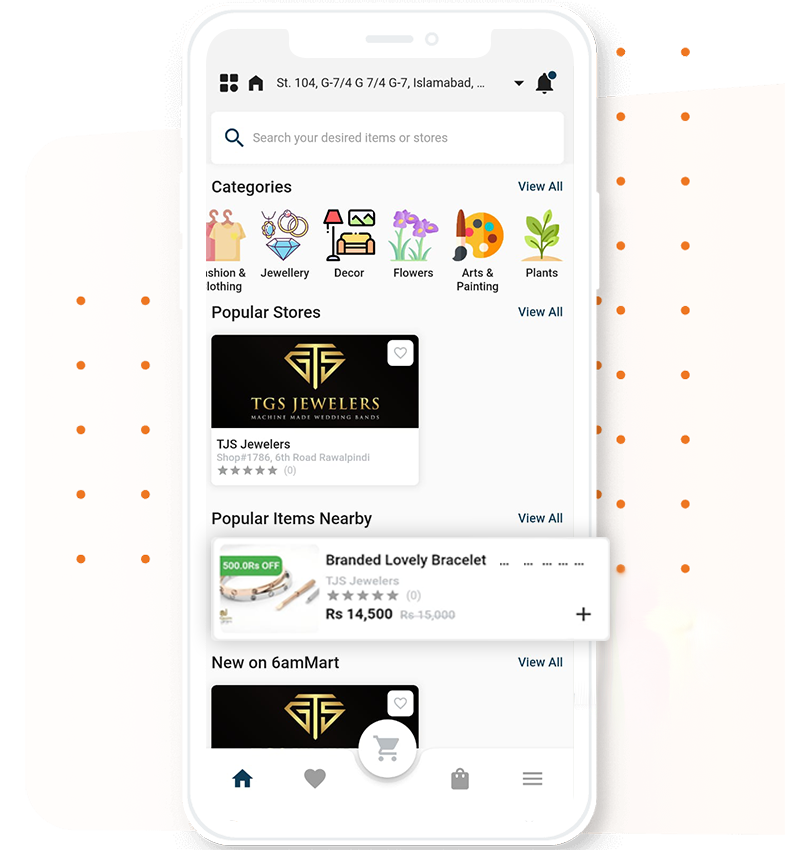 St. 104, G-7/4 G 7/4 G-7, Islamabad, ...
Search your desired items or stores
Categories View All
ashion & Jewellery Decor Flowers Arts & Plants
lothing Painting
Popular Stores View All
GTS
TGS JEWELERS
MACHINE MADE WEDDING BANDS
TJS Jewelers
Shop#1786, 6th Road Rawalpindi
(0)
Popular Items Nearby View All
500.0Rs OFF
Branded Lovely Bracelet ... ... ... ... ...
TJS Jewelers
(0)
Rs 14,500 Rs 15,000 +
New on 6amMart View All
GTS